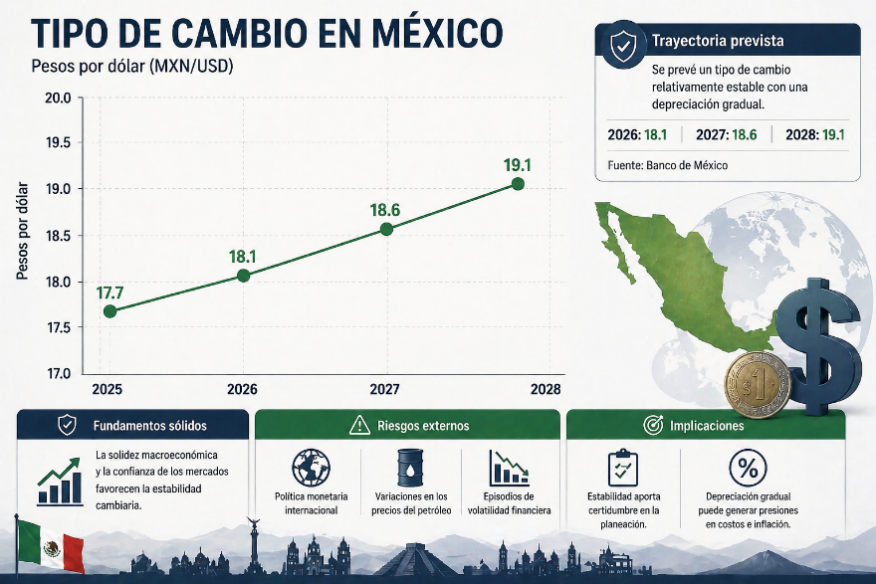 TIPO DE CAMBIO EN MÉXICO
Pesos por dólar (MXN/USD)
Pesos por dólar
20.0
19.5
19.0
18.5
18.0
17.5
17.0
17.7
18.1
18.6
19.1
2025
2026
2027
2028
Trayectoria prevista
Se prevé un tipo de cambio
relativamente estable con una
depreciación gradual.
2026: 18.1
2027: 18.6
2028: 19.1
Fuente: Banco de México
$1
$
Fundamentos sólidos
La solidez macroeconómica
y la confianza de los mercados
favorecen la estabilidad
cambiaria.
Riesgos externos
Política monetaria
internacional
Variaciones en los
precios del petróleo
Episodios de
volatilidad financiera
Implicaciones
Estabilidad aporta
certidumbre en la
planeación.
%
Depreciación gradual
puede generar presiones
en costos e inflación.